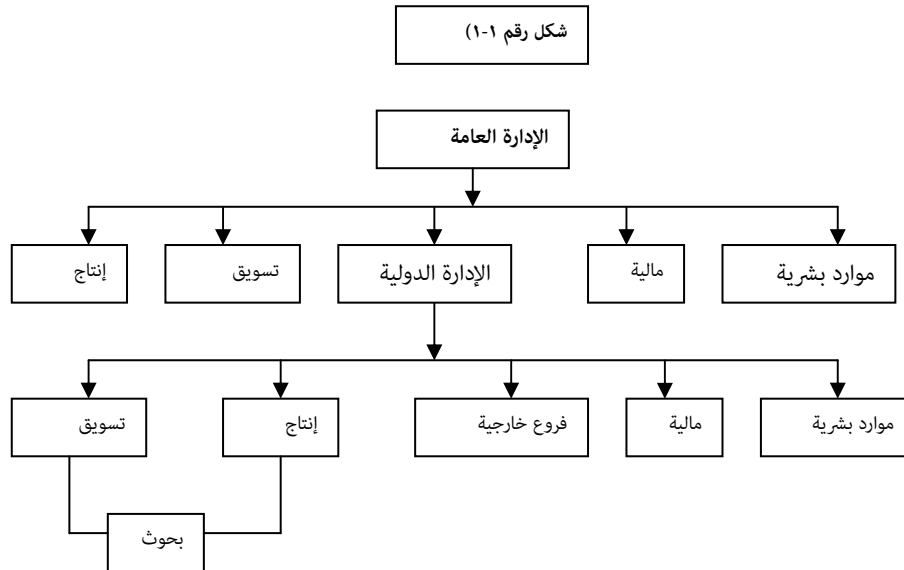 شكل رقم ١-١)
الإدارة العامة
موارد بشرية
مالية
الإدارة الدولية
تسويق
إنتاج
موارد بشرية
مالية
فروع خارجية
إنتاج
تسويق
بحوث